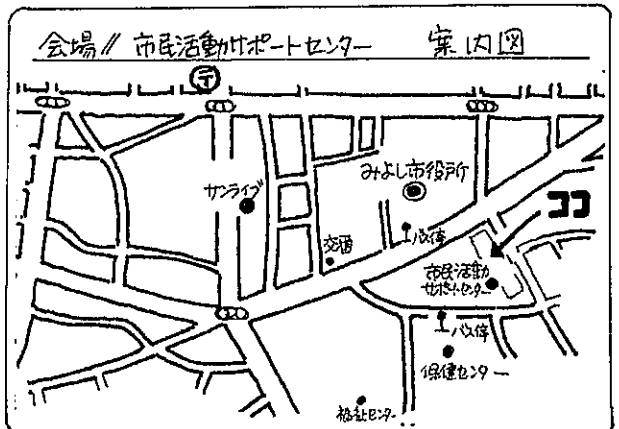 会場〃 市民活動サポートセンター 案内図
〒
サンライブ
みよし市役所
バス停
交番
ココ
市民活動
サポートセンター
バス停
保健センター
福祉センター